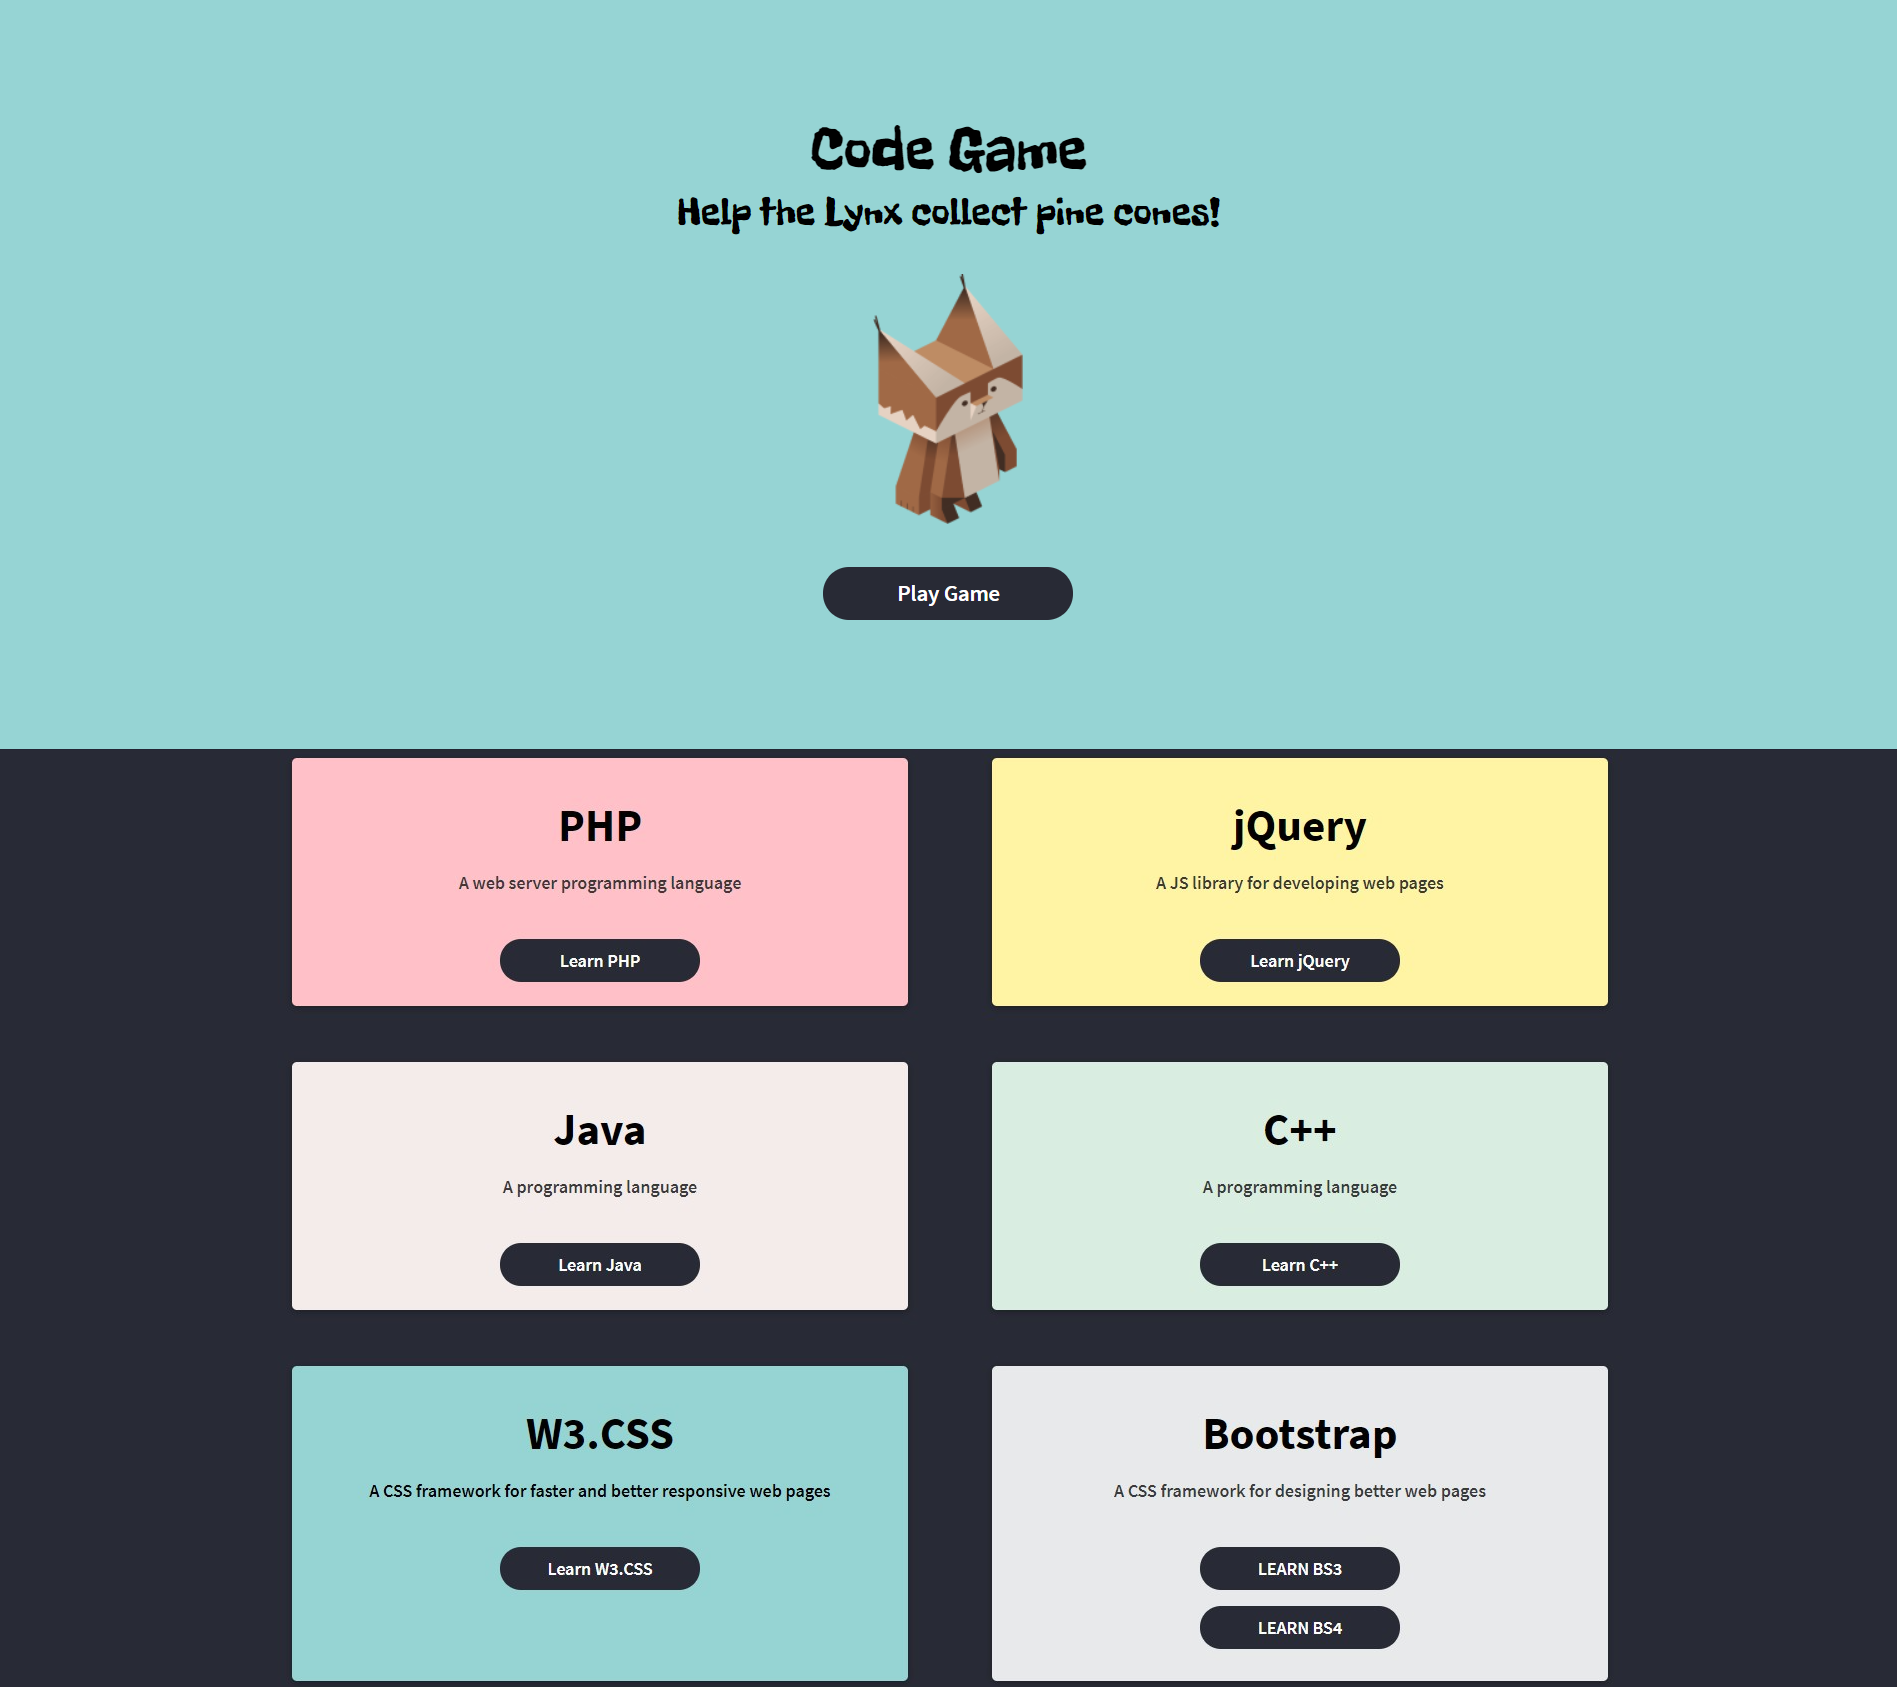 Code Game
Help the Lynx collect pine cones!
Play Game
PHP
A web server programming language
Learn PHP
jQuery
A JS library for developing web pages
Learn jQuery
Java
A programming language
Learn Java
C++
A programming language
Learn C++
W3.CSS
A CSS framework for faster and better responsive web pages
Learn W3.CSS
Bootstrap
A CSS framework for designing better web pages
LEARN BS3
LEARN BS4